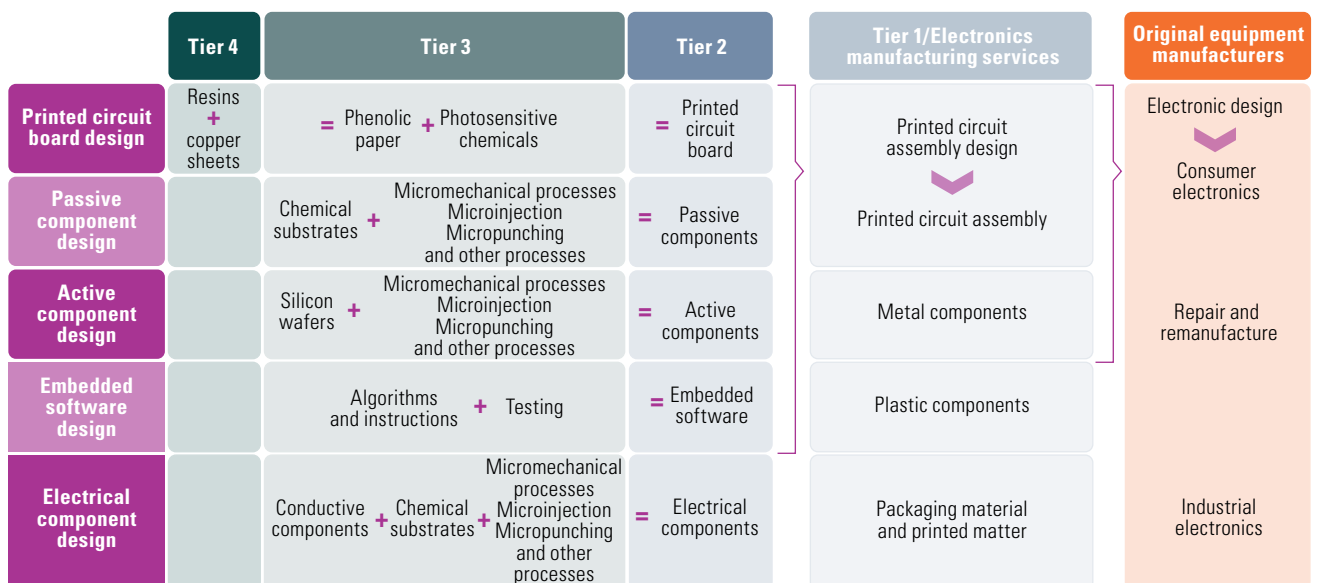 Tier 4
Tier 3
Tier 2
Tier 1/Electronics
manufacturing services
Original equipment
manufacturers
Printed circuit
board design
Resins
+
copper
sheets
= Phenolic
paper
+ Photosensitive
chemicals
= Printed
circuit
board
Printed circuit
assembly design
Printed circuit assembly
Electronic design
Consumer
electronics
Passive
component
design
Chemical
substrates
+
Micromechanical processes
Microinjection
Micropunching
and other processes
= Passive
components
Active
component
design
Silicon
wafers
+
Micromechanical processes
Microinjection
Micropunching
and other processes
= Active
components
Metal components
Repair and
remanufacture
Embedded
software
design
Algorithms
and instructions
+ Testing
= Embedded
software
Plastic components
Electrical
component
design
Conductive
components
+ Chemical
substrates
+
Micromechanical
processes
Microinjection
Micropunching
and other
processes
= Electrical
components
Packaging material
and printed matter
Industrial
electronics